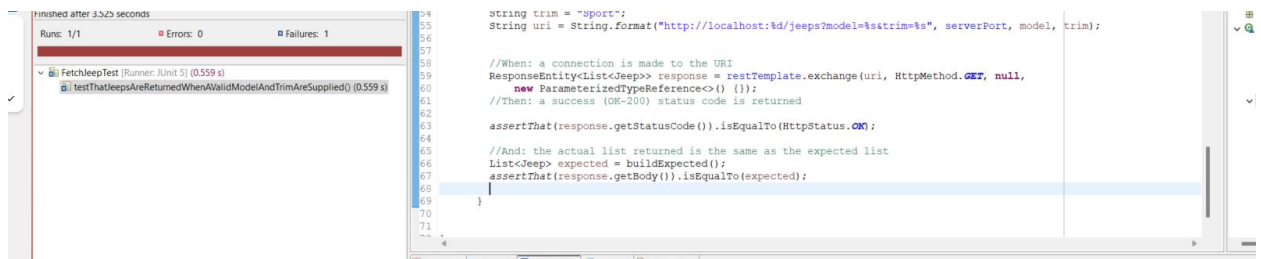 Finished after 3.525 seconds
Runs: 1/1 Errors: 0 Failures: 1
FetchJeepTest [Runner: JUnit 5] (0.559 s)
testThatJeepsAreReturnedWhenAValidModelAndTrimAreSupplied() (0.559 s)
54 String trim = "Sport";
55 String uri = String.format("http://localhost:%d/jeeps?model=%s&trim=%s", serverPort, model, trim);
56
57
58 //When: a connection is made to the URI
59 ResponseEntity<List<Jeep>> response = restTemplate.exchange(uri, HttpMethod.GET, null,
60 new ParameterizedTypeReference<>() {});
61 //Then: a success (OK-200) status code is returned
62
63 assertThat(response.getStatusCode()).isEqualTo(HttpStatus.OK);
64
65 //And: the actual list returned is the same as the expected list
66 List<Jeep> expected = buildExpected();
67 assertThat(response.getBody()).isEqualTo(expected);
68
69 }
70
71